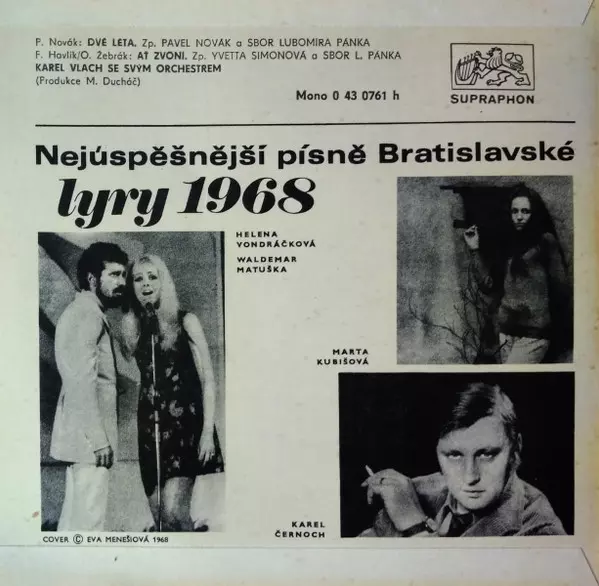 P. Novák: DVĚ LÉTA. Zp. PAVEL NOVÁK a SBOR LUBOMÍRA PÁNKA
F. Havlík/O. Žebrák: AŤ ZVONÍ. Zp. YVETTA SIMONOVÁ a SBOR L. PÁNKA
KAREL VLACH SE SVÝM ORCHESTREM
(Produkce M. Ducháč)
Mono 0 43 0761 h
SUPRAPHON
Nejúspěšnější písně Bratislavské
lyry 1968
HELENA
VONDRÁČKOVÁ
WALDEMAR
MATUŠKA
MARTA
KUBIŠOVÁ
KAREL
ČERNOCH
COVER © EVA MENEŠIOVÁ 1968